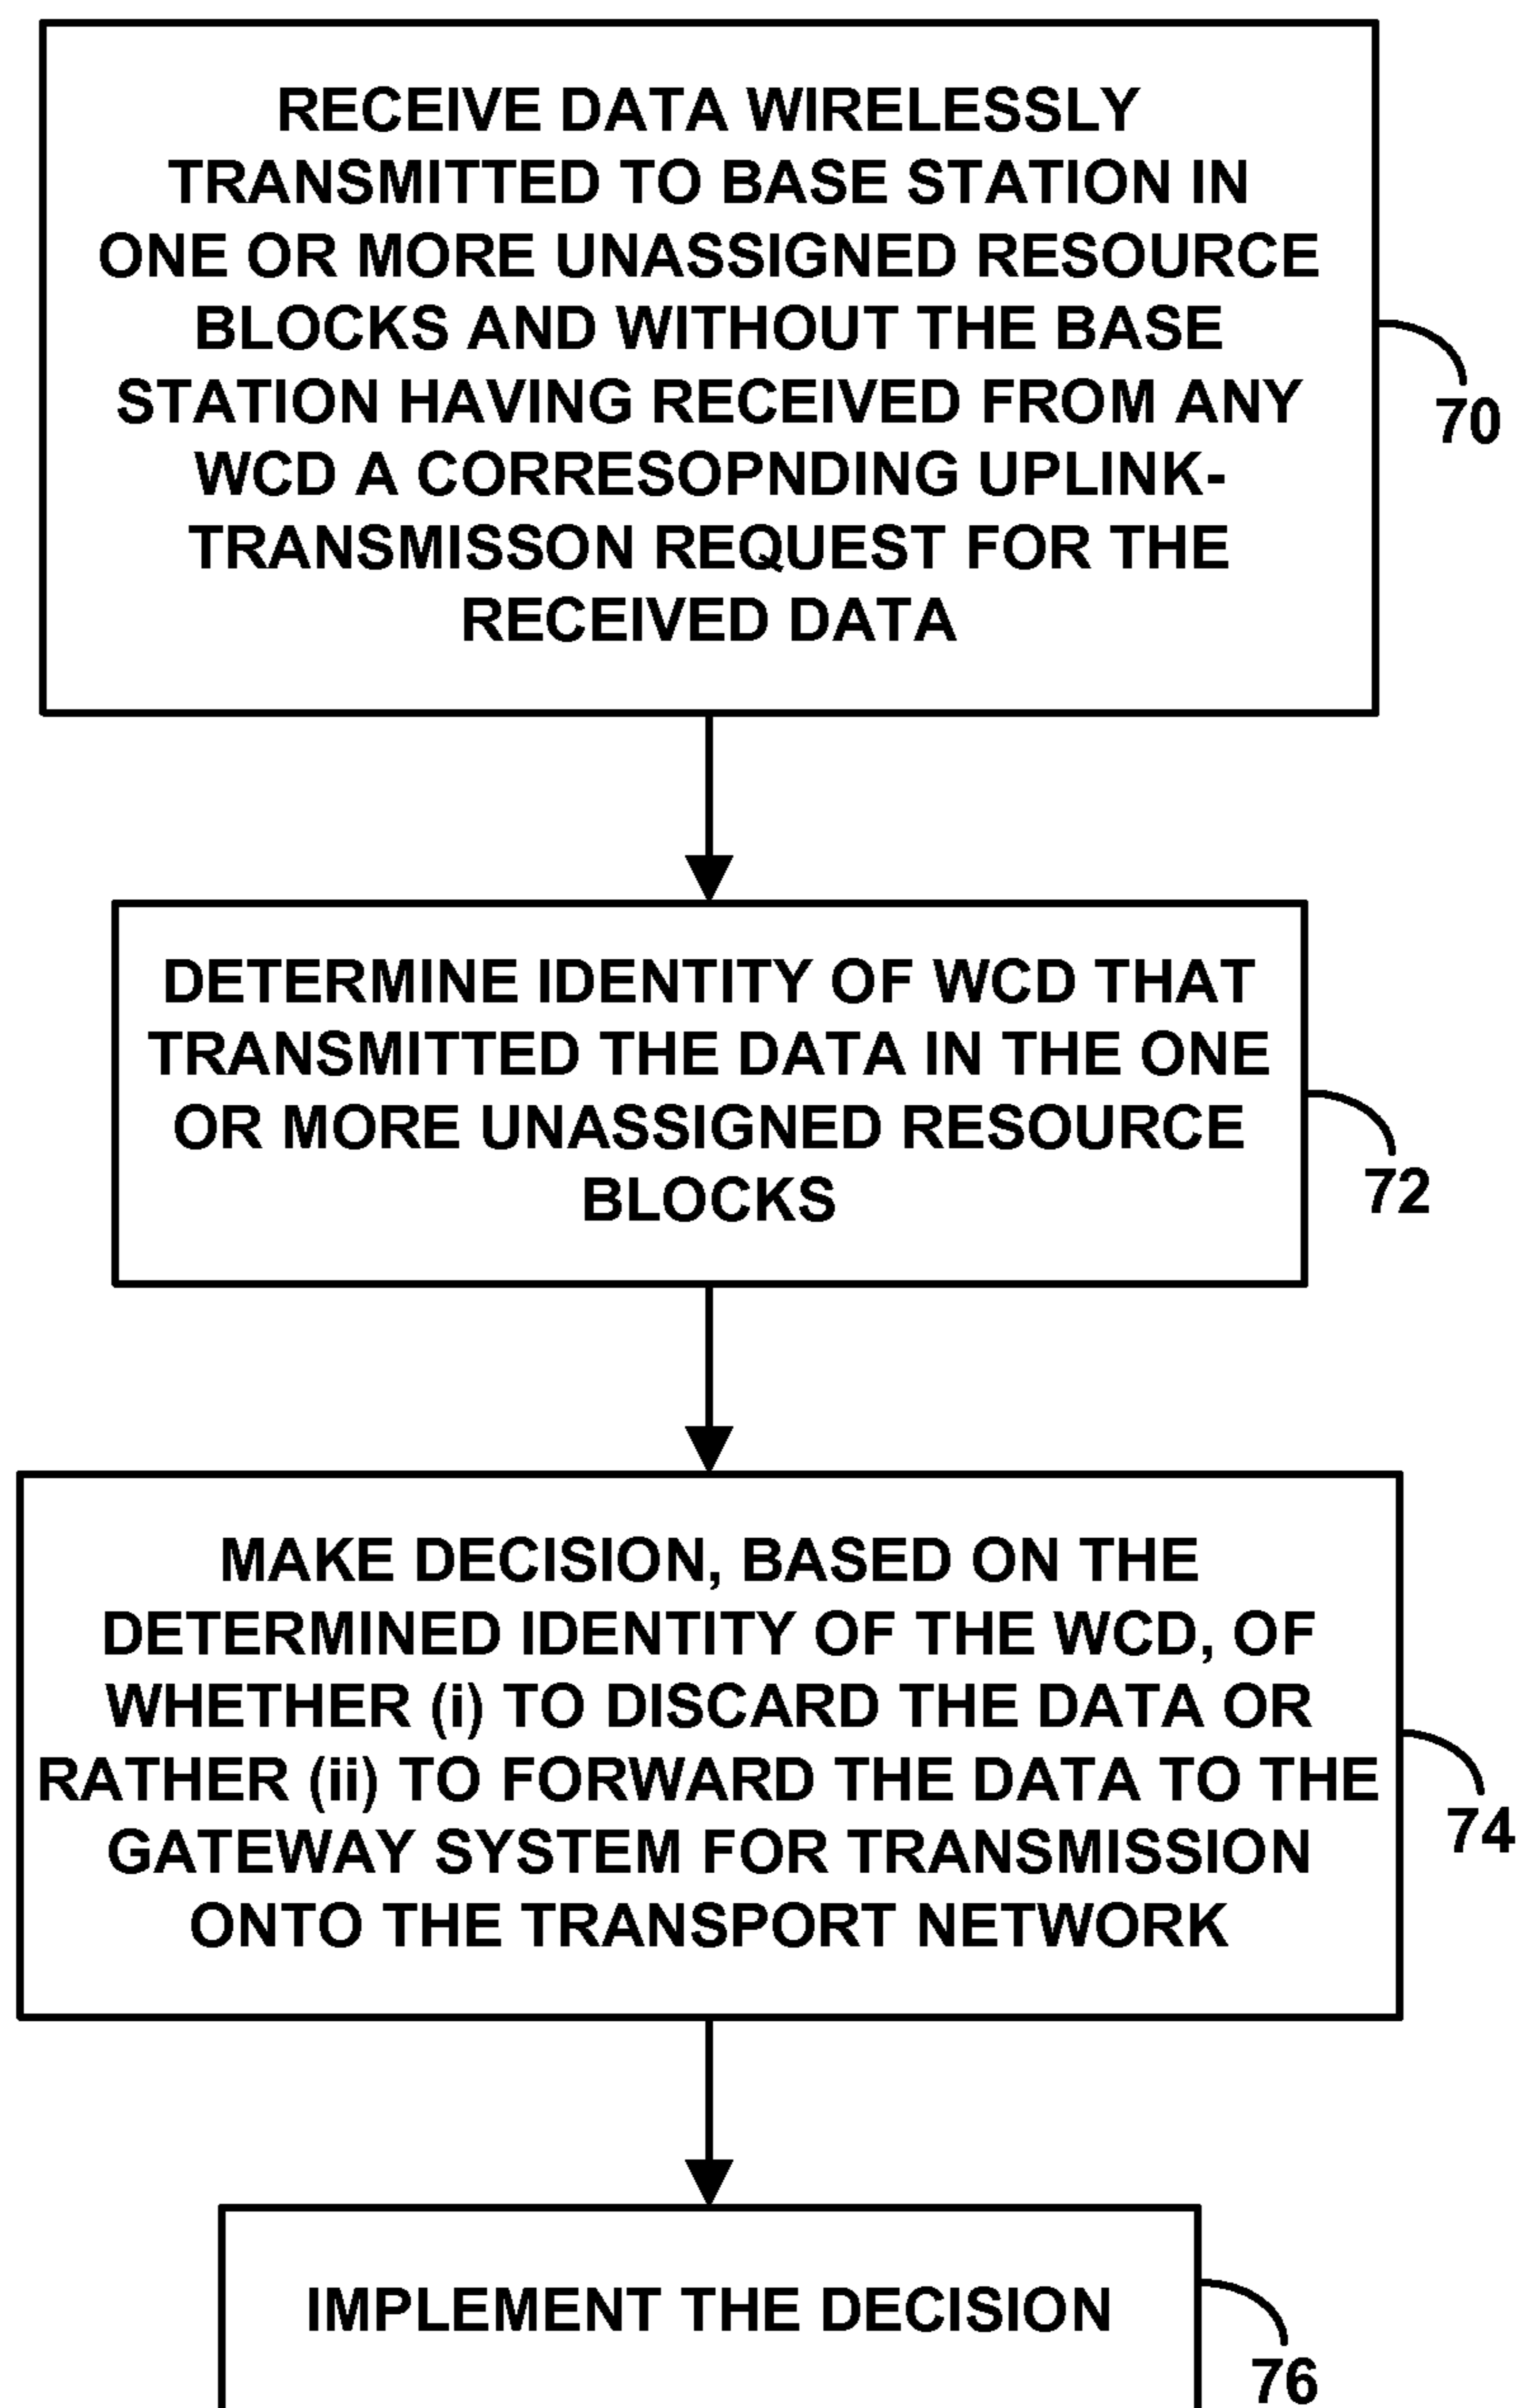 RECEIVE DATA WIRELESSLY
TRANSMITTED TO BASE STATION IN
ONE OR MORE UNASSIGNED RESOURCE
BLOCKS AND WITHOUT THE BASE
STATION HAVING RECEIVED FROM ANY
WCD A CORRESOPNDING UPLINK-
TRANSMISSON REQUEST FOR THE
RECEIVED DATA
70
DETERMINE IDENTITY OF WCD THAT
TRANSMITTED THE DATA IN THE ONE
OR MORE UNASSIGNED RESOURCE
BLOCKS
72
MAKE DECISION, BASED ON THE
DETERMINED IDENTITY OF THE WCD, OF
WHETHER (i) TO DISCARD THE DATA OR
RATHER (ii) TO FORWARD THE DATA TO THE
GATEWAY SYSTEM FOR TRANSMISSION
ONTO THE TRANSPORT NETWORK
74
IMPLEMENT THE DECISION
76